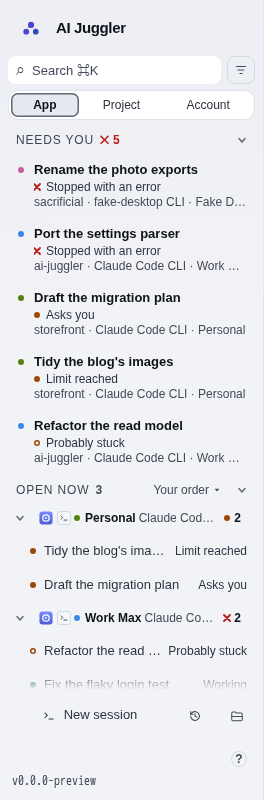 AI Juggler
Search ⌘K
App Project Account
NEEDS YOU 5
Rename the photo exports
Stopped with an error
sacrificial · fake-desktop CLI · Fake D…
Port the settings parser
Stopped with an error
ai-juggler · Claude Code CLI · Work …
Draft the migration plan
Asks you
storefront · Claude Code CLI · Personal
Tidy the blog's images
Limit reached
storefront · Claude Code CLI · Personal
Refactor the read model
Probably stuck
ai-juggler · Claude Code CLI · Work …
OPEN NOW 3 Your order
Personal Claude Cod… 2
Tidy the blog's ima… Limit reached
Draft the migration plan Asks you
Work Max Claude Co… 2
Refactor the read … Probably stuck
Fix the flaky login test Working
New session
?
v0.0.0-preview